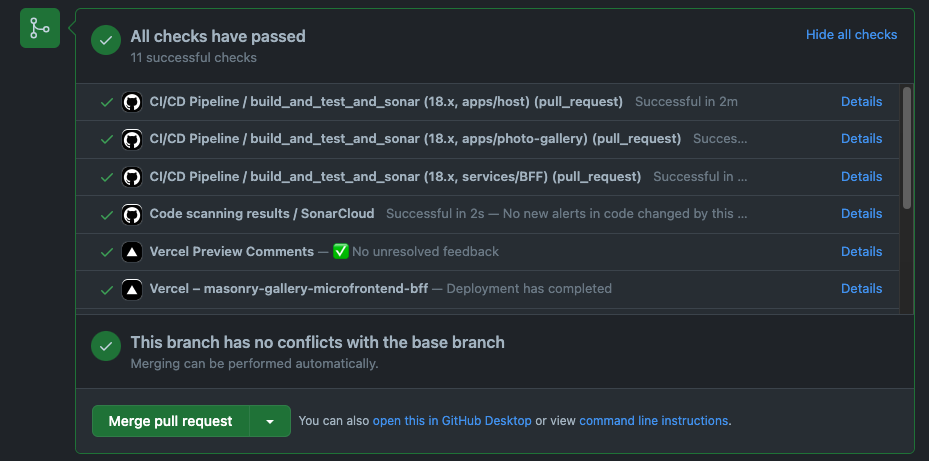 All checks have passed
Hide all checks
11 successful checks
CI/CD Pipeline / build_and_test_and_sonar (18.x, apps/host) (pull_request) Successful in 2m Details
CI/CD Pipeline / build_and_test_and_sonar (18.x, apps/photo-gallery) (pull_request) Succes... Details
CI/CD Pipeline / build_and_test_and_sonar (18.x, services/BFF) (pull_request) Successful in ... Details
Code scanning results / SonarCloud Successful in 2s — No new alerts in code changed by this ... Details
Vercel Preview Comments — ✅ No unresolved feedback Details
Vercel – masonry-gallery-microfrontend-bff — Deployment has completed Details
This branch has no conflicts with the base branch
Merging can be performed automatically.
Merge pull request You can also open this in GitHub Desktop or view command line instructions.